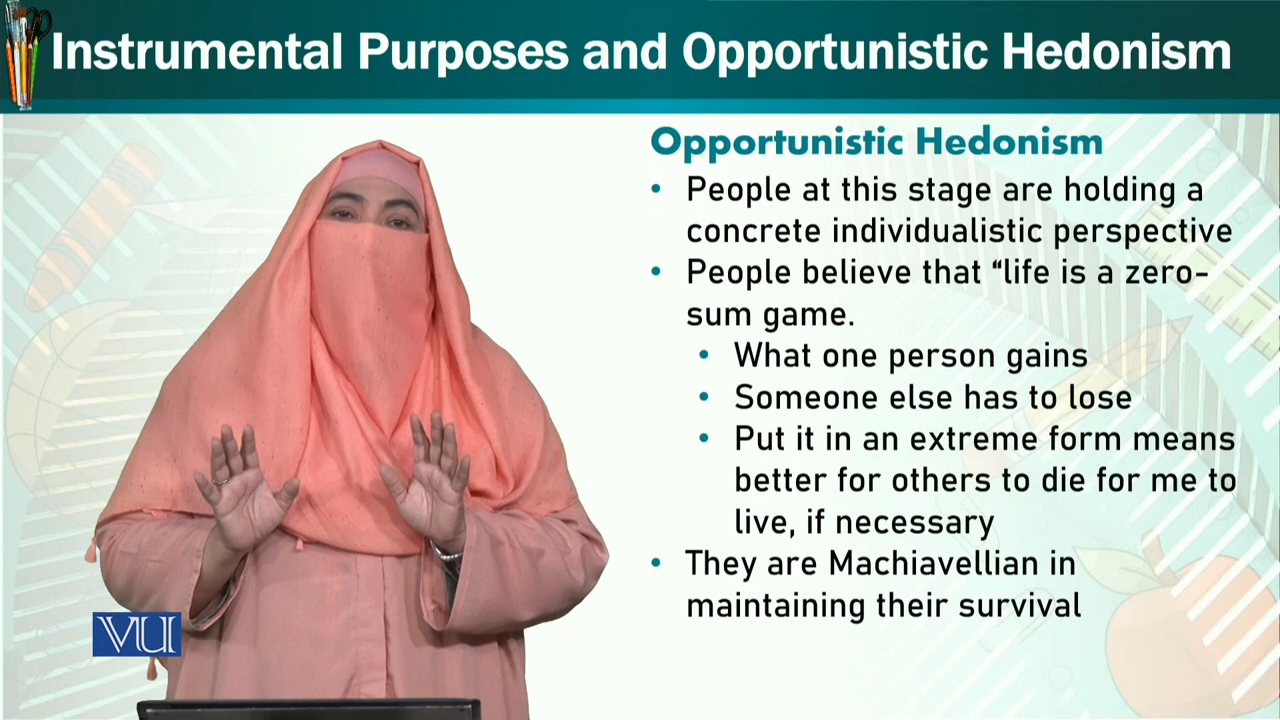 Instrumental Purposes and Opportunistic Hedonism
Opportunistic Hedonism
• People at this stage are holding a
concrete individualistic perspective
• People believe that “life is a zero-
sum game.
• What one person gains
• Someone else has to lose
• Put it in an extreme form means
better for others to die for me to
live, if necessary
• They are Machiavellian in
maintaining their survival
VU